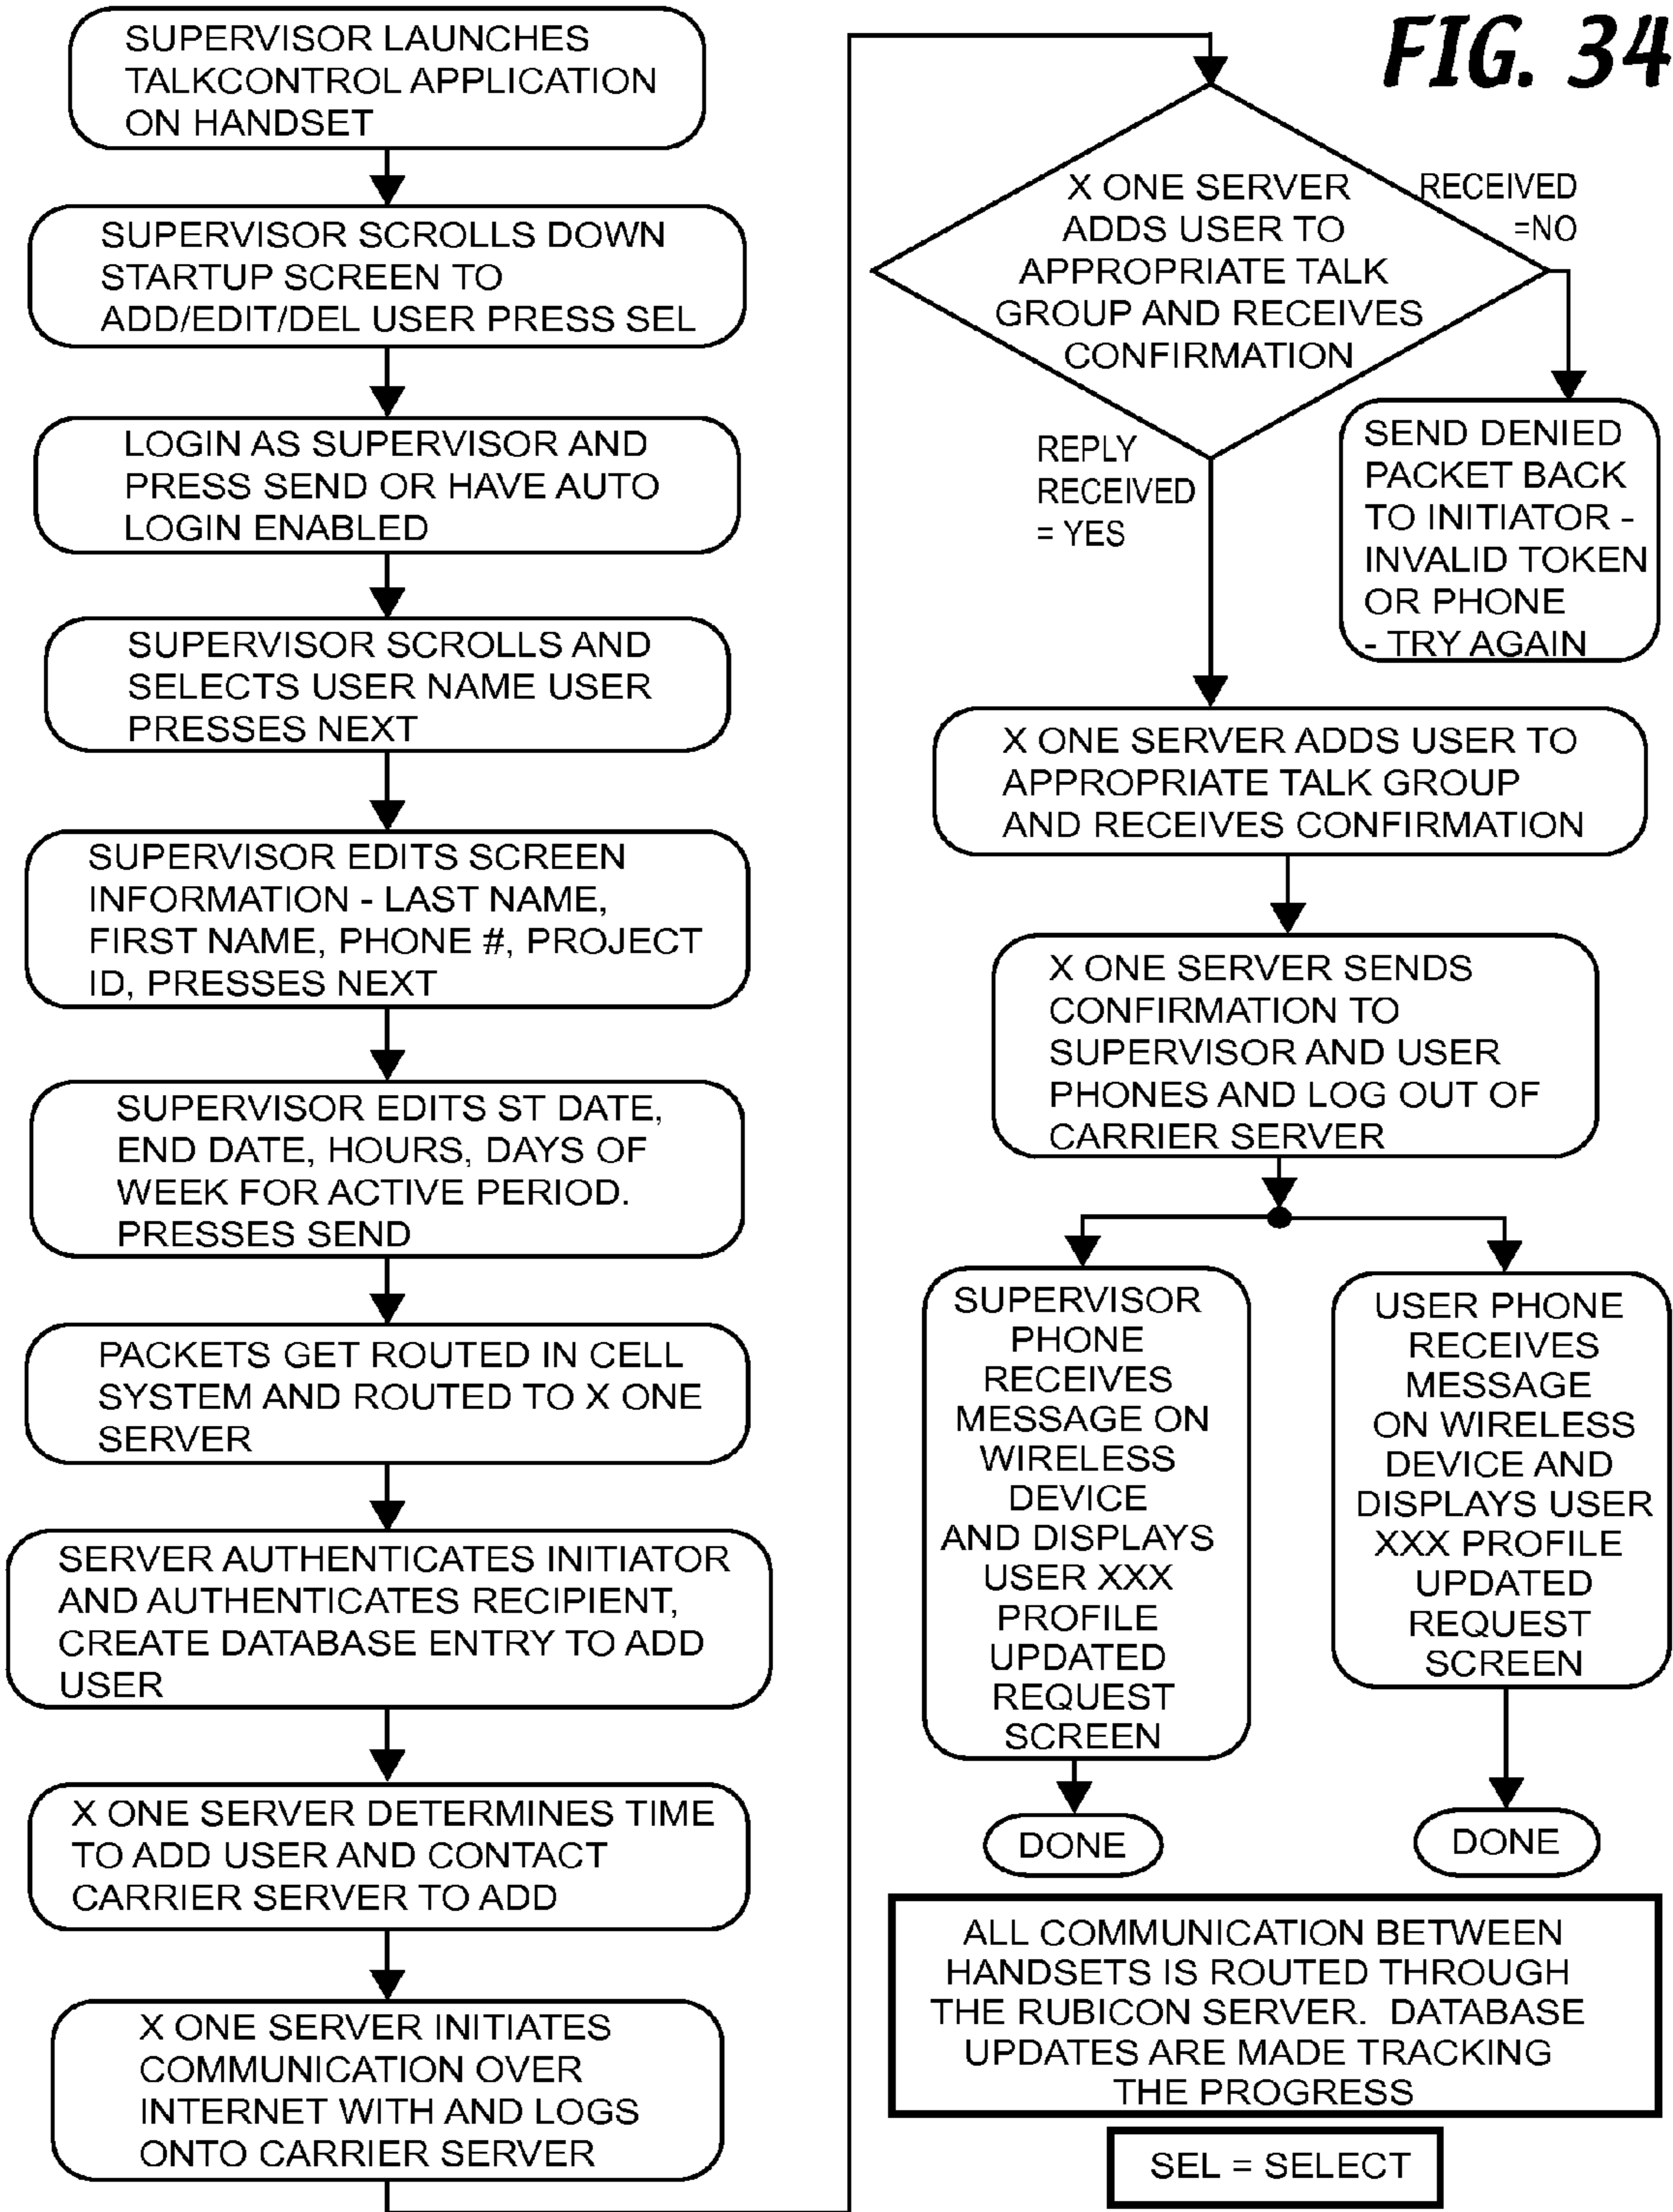 FIG. 34
SUPERVISOR LAUNCHES
TALKCONTROL APPLICATION
ON HANDSET
SUPERVISOR SCROLLS DOWN
STARTUP SCREEN TO
ADD/EDIT/DEL USER PRESS SEL
LOGIN AS SUPERVISOR AND
PRESS SEND OR HAVE AUTO
LOGIN ENABLED
SUPERVISOR SCROLLS AND
SELECTS USER NAME USER
PRESSES NEXT
SUPERVISOR EDITS SCREEN
INFORMATION - LAST NAME,
FIRST NAME, PHONE #, PROJECT
ID, PRESSES NEXT
SUPERVISOR EDITS ST DATE,
END DATE, HOURS, DAYS OF
WEEK FOR ACTIVE PERIOD.
PRESSES SEND
PACKETS GET ROUTED IN CELL
SYSTEM AND ROUTED TO X ONE
SERVER
SERVER AUTHENTICATES INITIATOR
AND AUTHENTICATES RECIPIENT,
CREATE DATABASE ENTRY TO ADD
USER
X ONE SERVER DETERMINES TIME
TO ADD USER AND CONTACT
CARRIER SERVER TO ADD
X ONE SERVER INITIATES
COMMUNICATION OVER
INTERNET WITH AND LOGS
ONTO CARRIER SERVER
X ONE SERVER
ADDS USER TO
APPROPRIATE TALK
GROUP AND RECEIVES
CONFIRMATION
RECEIVED
=NO
SEND DENIED
PACKET BACK
TO INITIATOR -
INVALID TOKEN
OR PHONE
- TRY AGAIN
REPLY
RECEIVED
= YES
X ONE SERVER ADDS USER TO
APPROPRIATE TALK GROUP
AND RECEIVES CONFIRMATION
X ONE SERVER SENDS
CONFIRMATION TO
SUPERVISOR AND USER
PHONES AND LOG OUT OF
CARRIER SERVER
SUPERVISOR
PHONE
RECEIVES
MESSAGE ON
WIRELESS
DEVICE
AND DISPLAYS
USER XXX
PROFILE
UPDATED
REQUEST
SCREEN
DONE
USER PHONE
RECEIVES
MESSAGE
ON WIRELESS
DEVICE AND
DISPLAYS USER
XXX PROFILE
UPDATED
REQUEST
SCREEN
DONE
ALL COMMUNICATION BETWEEN
HANDSETS IS ROUTED THROUGH
THE RUBICON SERVER. DATABASE
UPDATES ARE MADE TRACKING
THE PROGRESS
SEL = SELECT